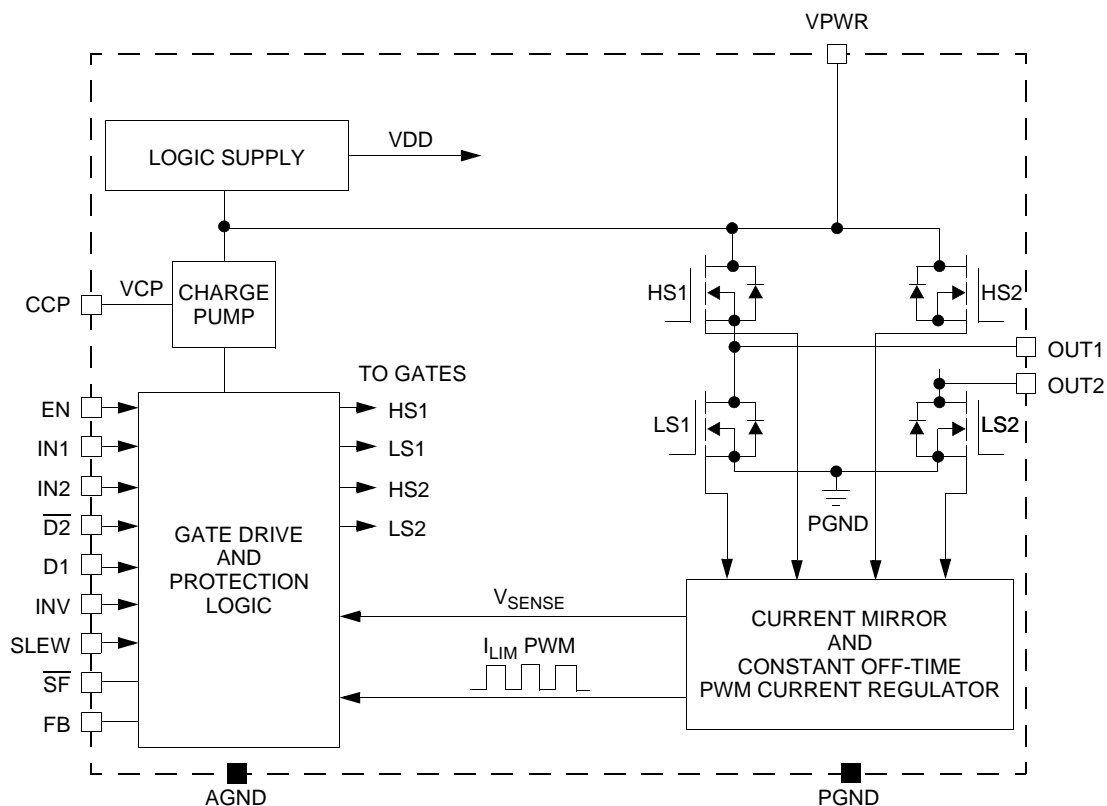 VPWR
LOGIC SUPPLY
VDD
CCP
VCP
CHARGE
PUMP
HS1
HS2
OUT1
OUT2
TO GATES
EN
IN1
IN2
D2
D1
INV
SLEW
SF
FB
HS1
LS1
HS2
LS2
LS1
LS2
PGND
GATE DRIVE
AND
PROTECTION
LOGIC
VSENSE
ILIM PWM
CURRENT MIRROR
AND
CONSTANT OFF-TIME
PWM CURRENT REGULATOR
AGND
PGND